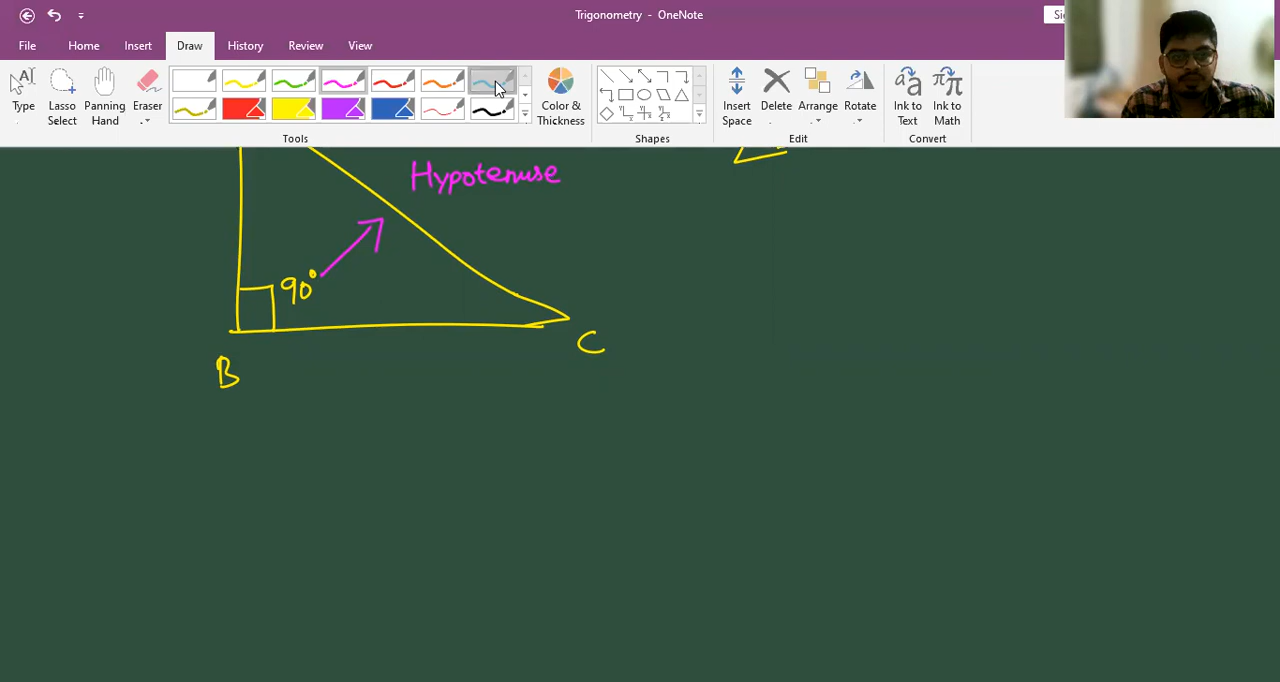 Trigonometry - OneNote
File Home Insert Draw History Review View
Type Lasso Select Panning Hand Eraser Color & Thickness Insert Space Delete Arrange Rotate Ink to Text Ink to Math
Tools Shapes Edit Convert
Hypotenuse
90°
C
B